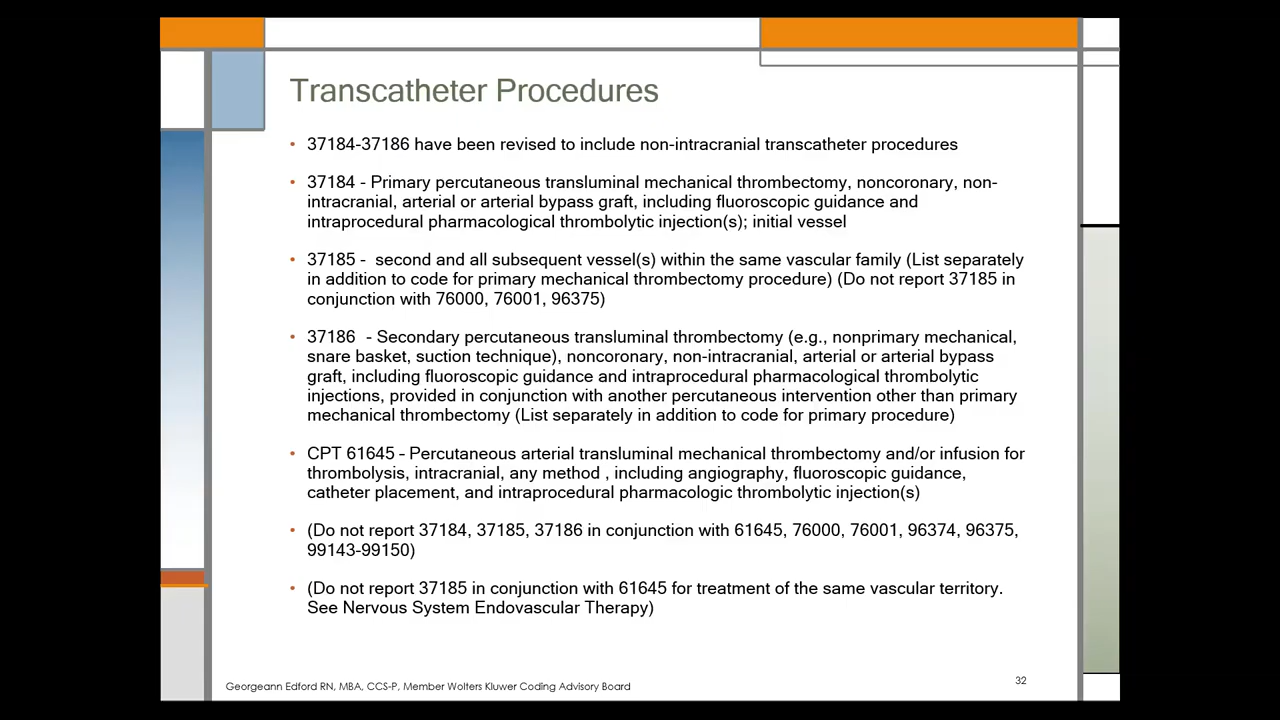 Transcatheter Procedures
• 37184-37186 have been revised to include non-intracranial transcatheter procedures
• 37184 - Primary percutaneous transluminal mechanical thrombectomy, noncoronary, non-
intracranial, arterial or arterial bypass graft, including fluoroscopic guidance and
intraprocedural pharmacological thrombolytic injection(s); initial vessel
• 37185 - second and all subsequent vessel(s) within the same vascular family (List separately
in addition to code for primary mechanical thrombectomy procedure) (Do not report 37185 in
conjunction with 76000, 76001, 96375)
• 37186 - Secondary percutaneous transluminal thrombectomy (e.g., nonprimary mechanical,
snare basket, suction technique), noncoronary, non-intracranial, arterial or arterial bypass
graft, including fluoroscopic guidance and intraprocedural pharmacological thrombolytic
injections, provided in conjunction with another percutaneous intervention other than primary
mechanical thrombectomy (List separately in addition to code for primary procedure)
• CPT 61645 - Percutaneous arterial transluminal mechanical thrombectomy and/or infusion for
thrombolysis, intracranial, any method , including angiography, fluoroscopic guidance,
catheter placement, and intraprocedural pharmacologic thrombolytic injection(s)
• (Do not report 37184, 37185, 37186 in conjunction with 61645, 76000, 76001, 96374, 96375,
99143-99150)
• (Do not report 37185 in conjunction with 61645 for treatment of the same vascular territory.
See Nervous System Endovascular Therapy)
Georgeann Edford RN, MBA, CCS-P, Member Wolters Kluwer Coding Advisory Board
32